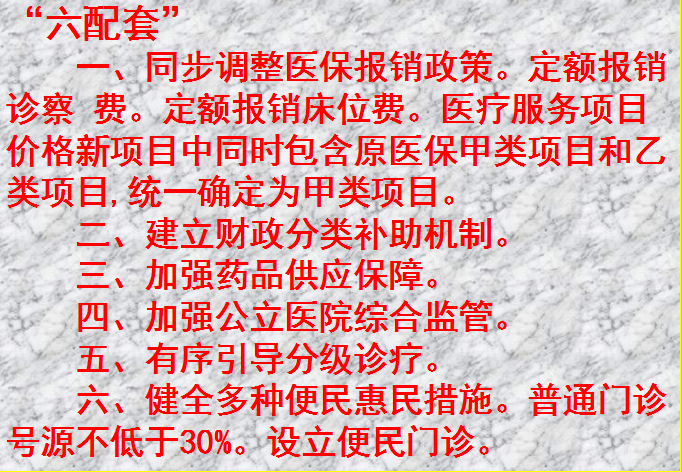 “六配套”
一、同步调整医保报销政策。定额报销
诊察 费。定额报销床位费。医疗服务项目
价格新项目中同时包含原医保甲类项目和乙
类项目,统一确定为甲类项目。
二、建立财政分类补助机制。
三、加强药品供应保障。
四、加强公立医院综合监管。
五、有序引导分级诊疗。
六、健全多种便民惠民措施。普通门诊
号源不低于30%。设立便民门诊。